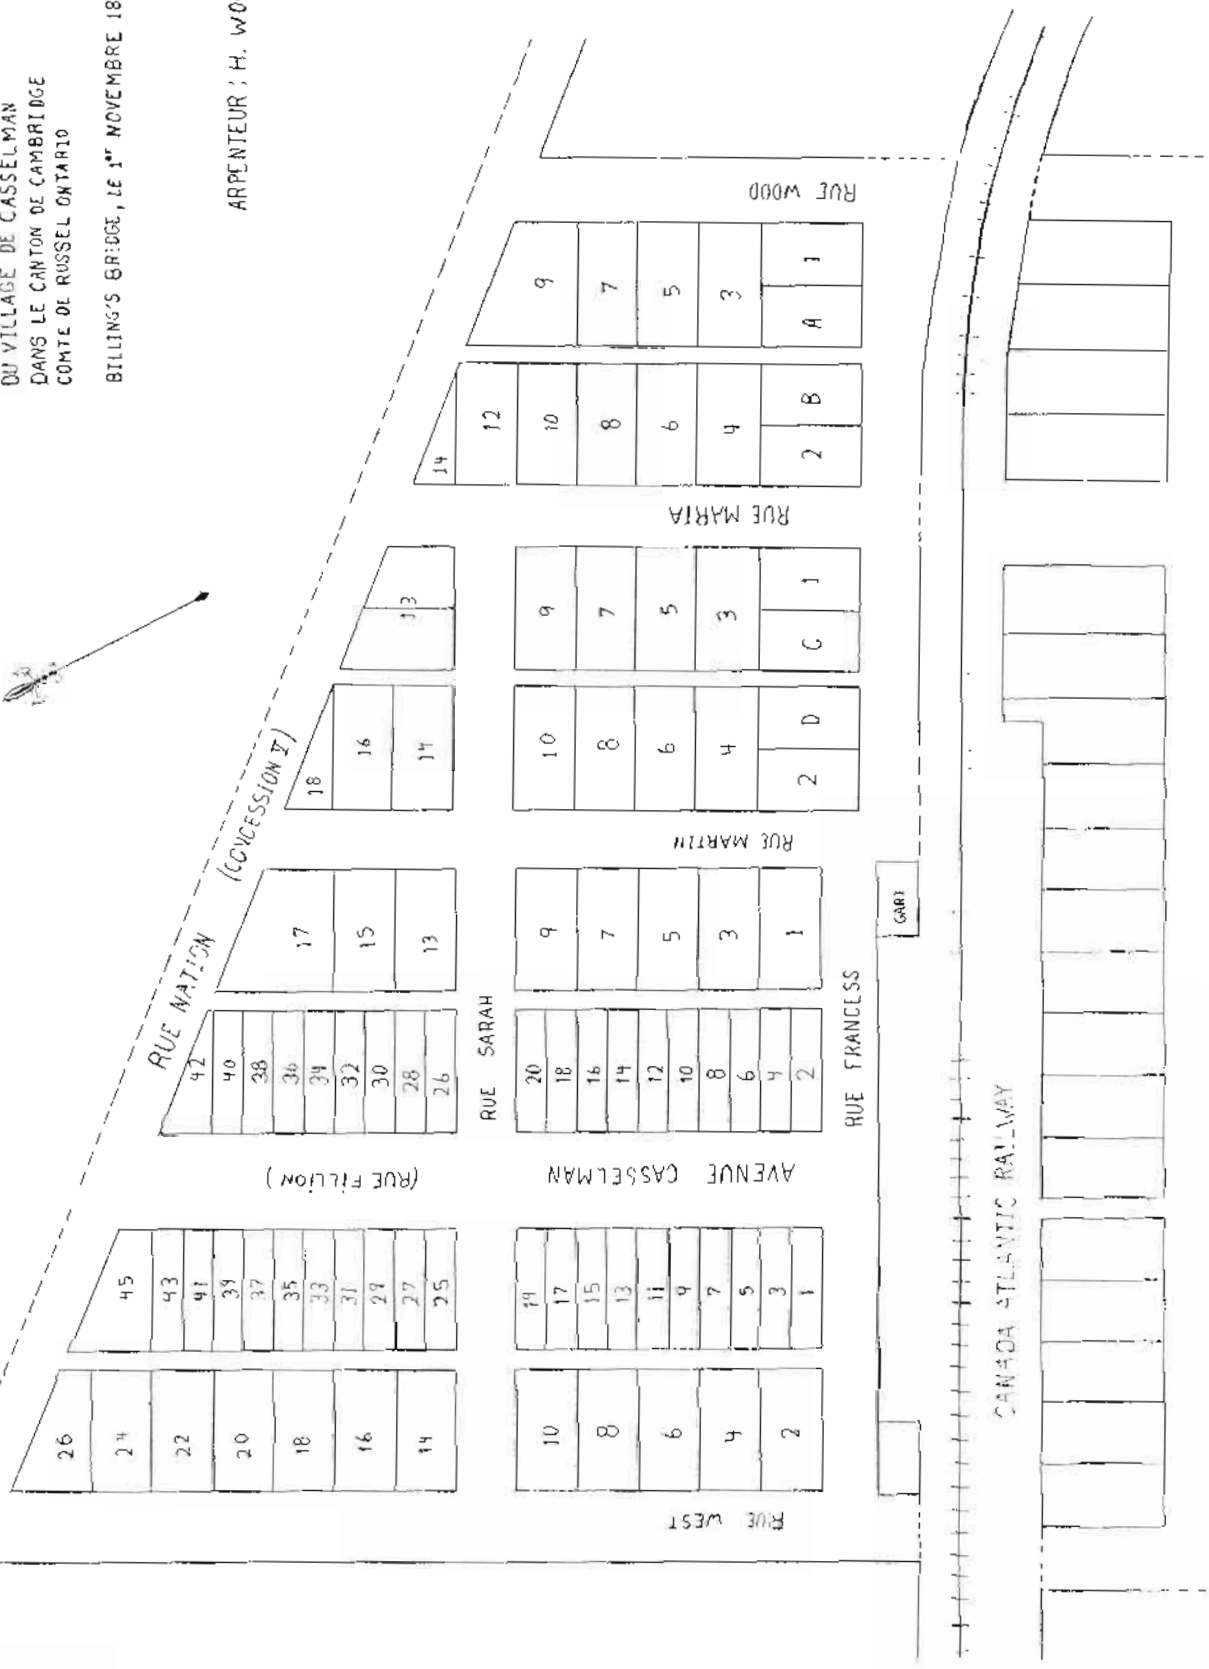 DU VILLAGE DE CASSELMAN
DANS LE CANTON DE CAMBRIDGE
COMTE DE RUSSEL ONTARIO
BILLING'S BRIDGE, LE 1er NOVEMBRE 18
ARPENTEUR : H. WO
RUE NATION (CONCESSION V)
26 24 22 20 18 16 14
10 8 6 4 2
RUE WEST
45 43 41 39 37 35 33 31 29 27 25
19 17 15 13 11 9 7 5 3 1
(RUE FILLION)
AVENUE CASSELMAN
42 40 38 36 34 32 30 28 26
20 18 16 14 12 10 8 6 4 2
RUE SARAH
RUE FRANCESS
17 15 13
9 7 5 3 1
GARE
RUE MARTIN
18 16 14
10 8 6 4 2 D
13
9 7 5 3 C 1
RUE MARIA
14 12 10 8 6 4 2 B
9 7 5 3 A 1
RUE WOOD
CANADA ATLANTIC RAILWAY